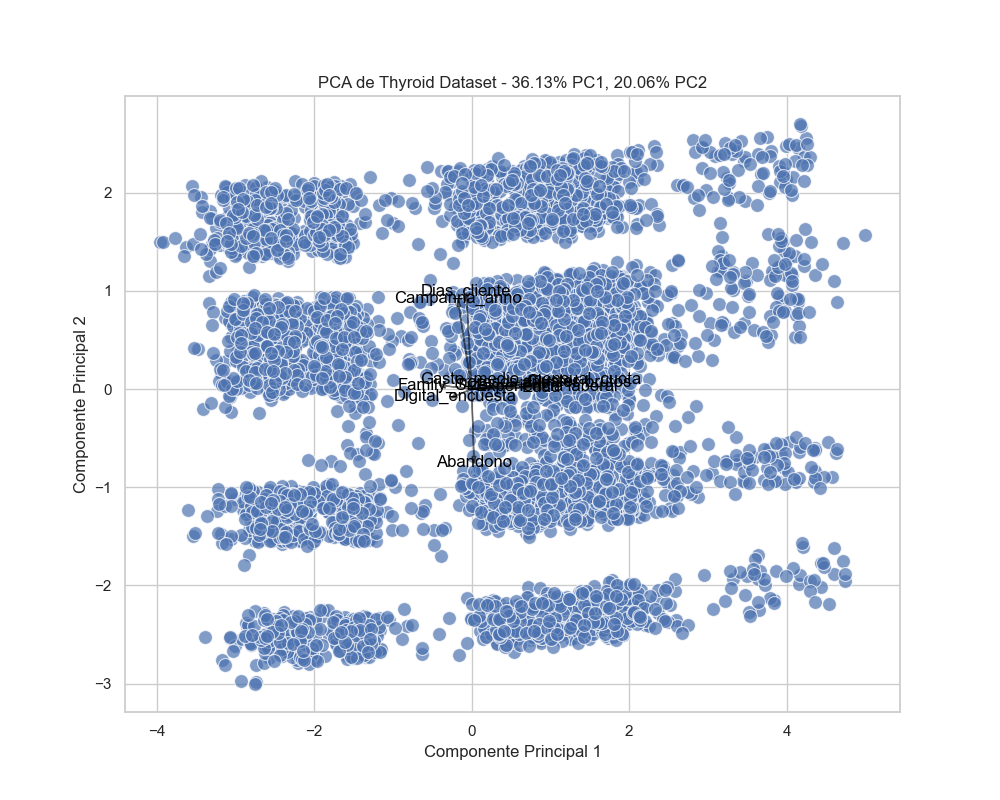 PCA de Thyroid Dataset - 36.13% PC1, 20.06% PC2
Componente Principal 2
2
1
0
−1
−2
−3
Dias_cliente
Campanna_anno
Digital_encuesta
Abandono
−4
−2
0
2
4
Componente Principal 1